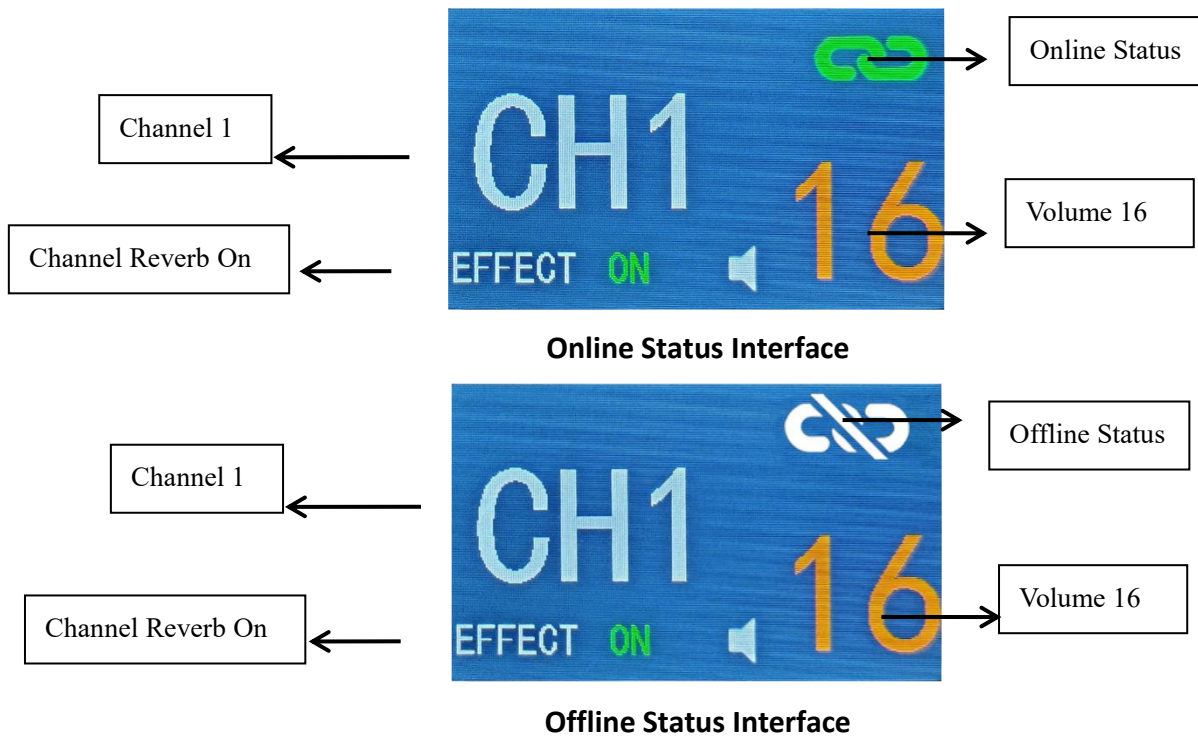 Online Status
CH1
Channel 1
16
Volume 16
Channel Reverb On
EFFECT ON
Online Status Interface
Offline Status
CH1
Channel 1
16
Volume 16
Channel Reverb On
EFFECT ON
Offline Status Interface